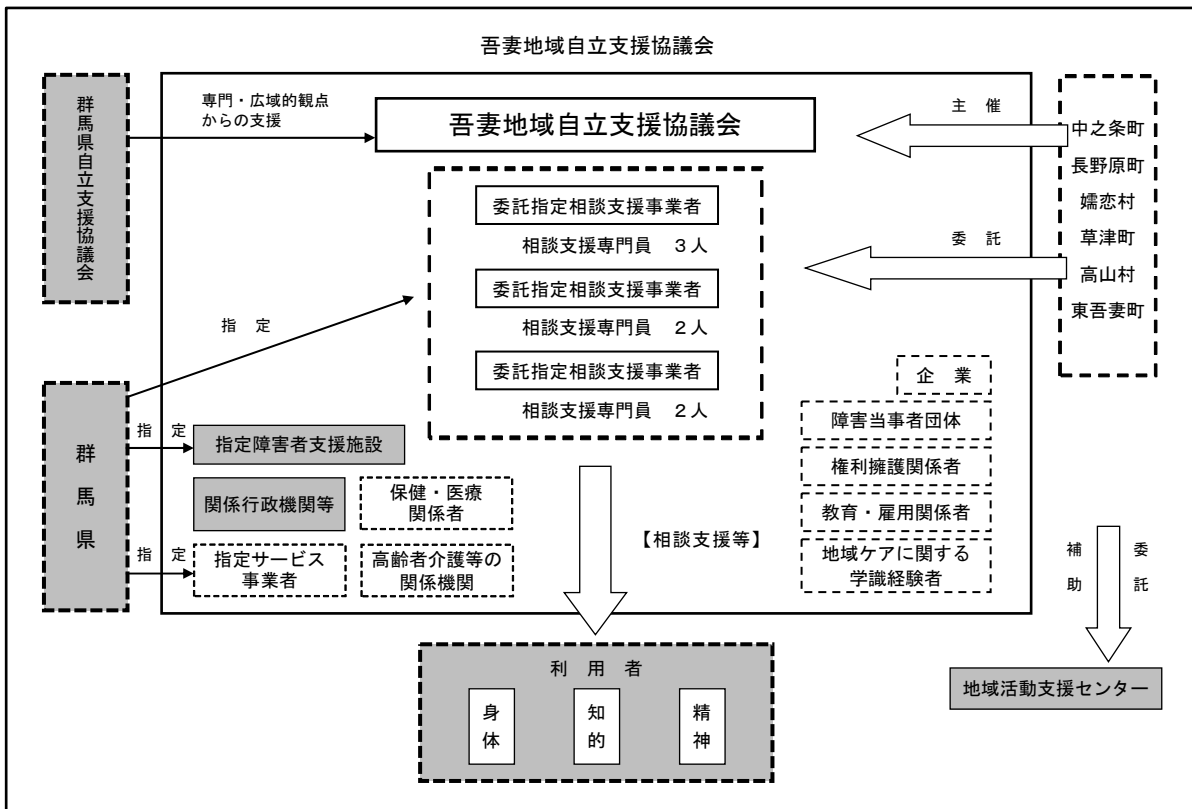 吾妻地域自立支援協議会
群馬県自立支援協議会
専門・広域的観点
からの支援
吾妻地域自立支援協議会
主　催
中之条町
長野原町
嬬恋村
草津町
高山村
東吾妻町
委託指定相談支援事業者
相談支援専門員　３人
委　託
委託指定相談支援事業者
相談支援専門員　２人
委託指定相談支援事業者
相談支援専門員　２人
指　定
群馬県
指　定
指定障害者支援施設
関係行政機関等
保健・医療
関係者
指　定
指定サービス
事業者
高齢者介護等の
関係機関
【相談支援等】
企　業
障害当事者団体
権利擁護関係者
教育・雇用関係者
地域ケアに関する
学識経験者
補助
委託
地域活動支援センター
利　用　者
身体
知的
精神